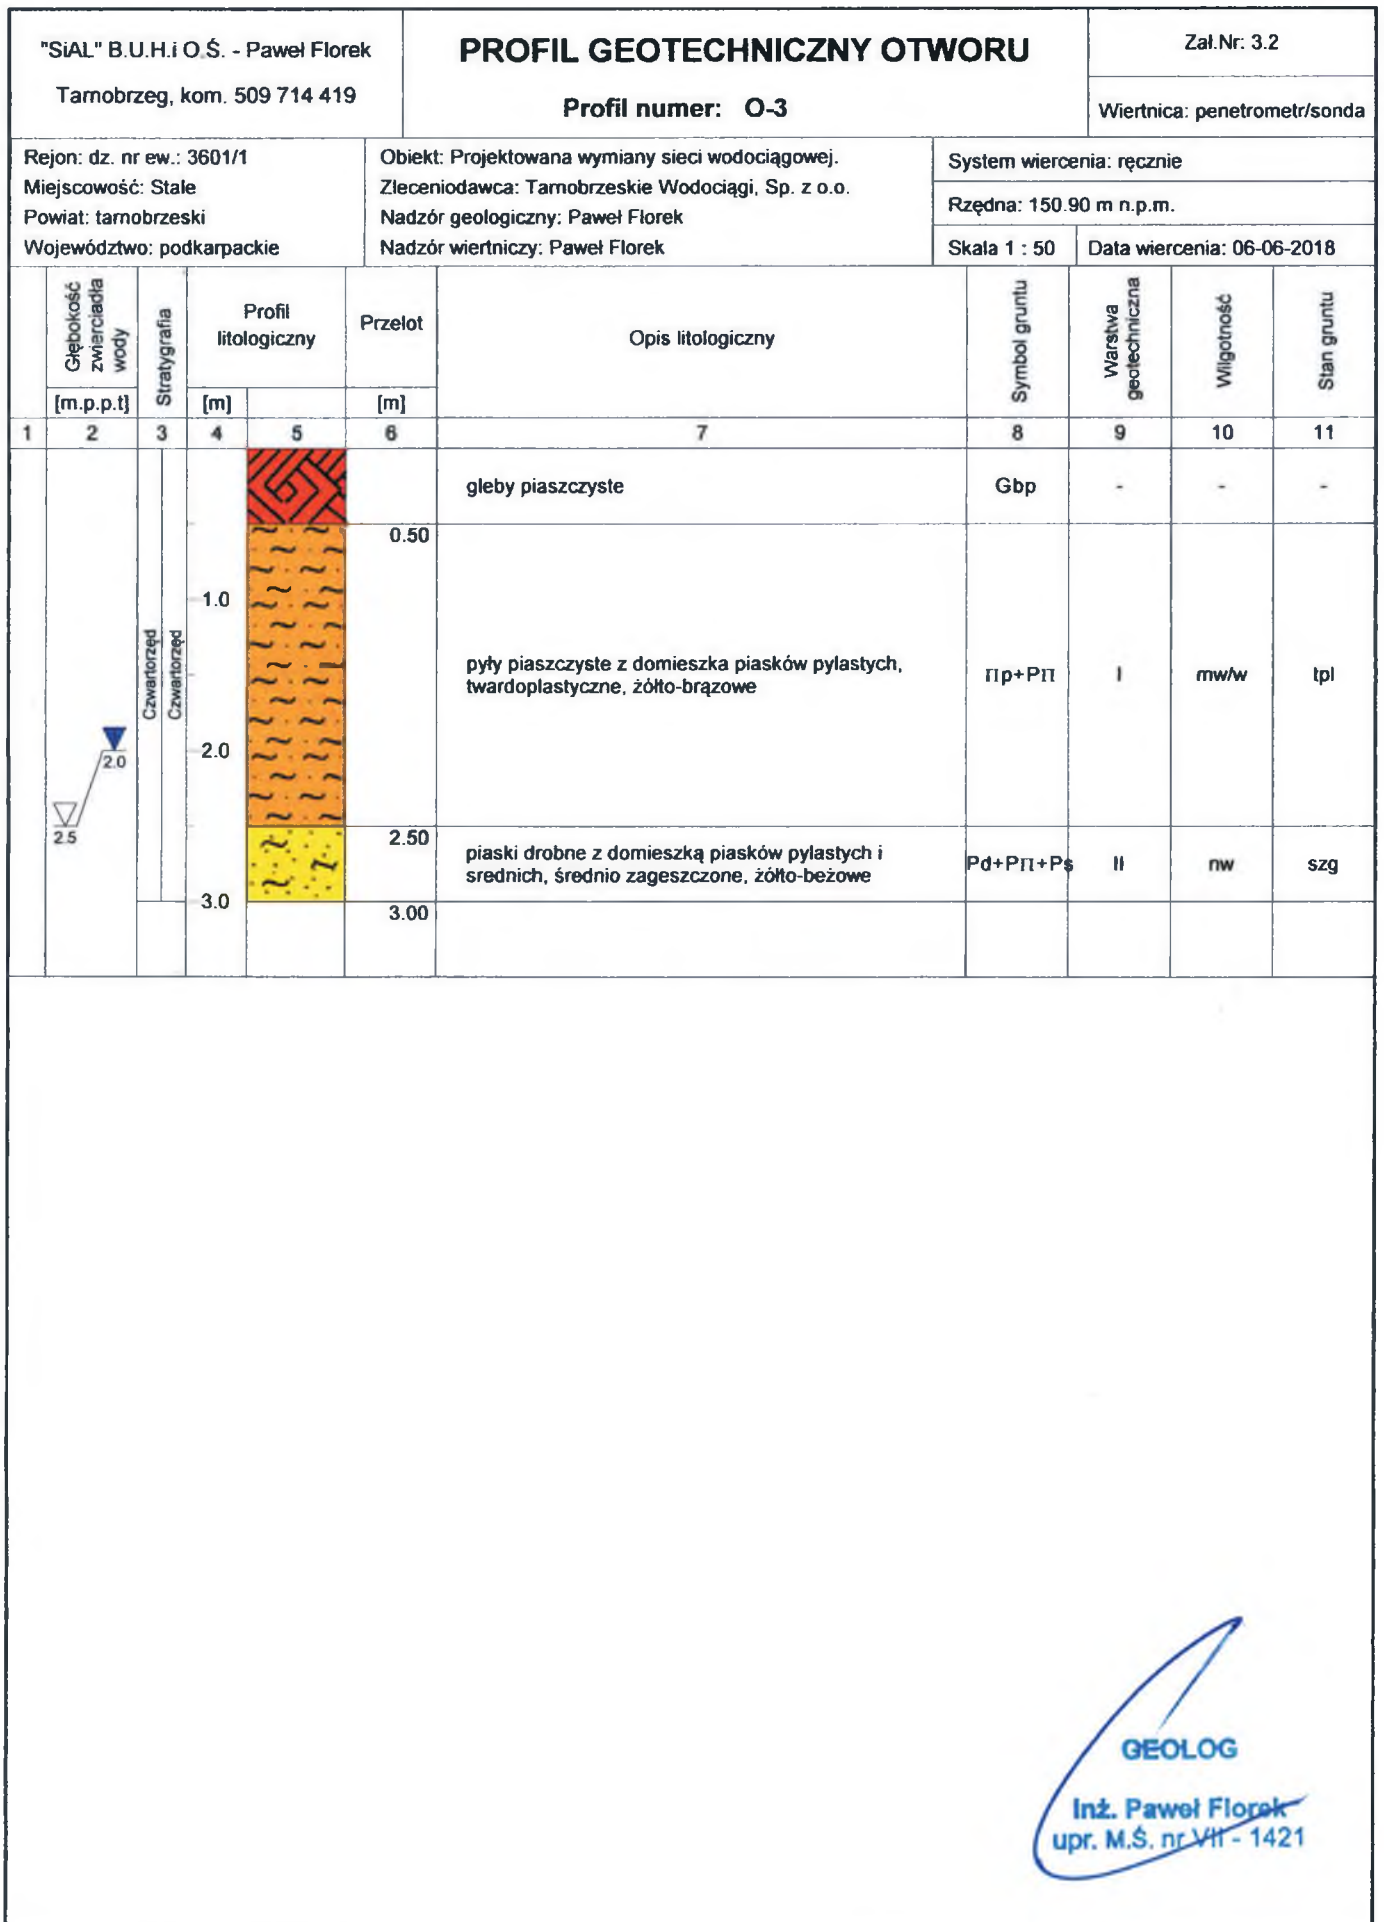 "SiAL" B.U.H.i O.Ś. - Paweł Florek
Tarnobrzeg, kom. 509 714 419
PROFIL GEOTECHNICZNY OTWORU
Profil numer: O-3
Zał.Nr: 3.2
Wiertnica: penetrometr/sonda
Rejon: dz. nr ew.: 3601/1
Miejscowość: Stale
Powiat: tarnobrzeski
Województwo: podkarpackie
Obiekt: Projektowana wymiany sieci wodociągowej.
Zleceniodawca: Tarnobrzeskie Wodociągi, Sp. z o.o.
Nadzór geologiczny: Paweł Florek
Nadzór wiertniczy: Paweł Florek
System wiercenia: ręcznie
Rzędna: 150.90 m n.p.m.
Skala 1 : 50
Data wiercenia: 06-06-2018
Głębokość
zwierciadła
wody
[m.p.p.t]
Stratygrafia
Profil
litologiczny
[m]
Przelot
[m]
Opis litologiczny
Symbol gruntu
Warstwa
geotechniczna
Wilgotność
Stan gruntu
1 2 3 4 5 6 7 8 9 10 11
gleby piaszczyste
Gbp - - -
0.50
1.0
Czwartorzęd
Czwartorzęd
pyły piaszczyste z domieszka piasków pylastych,
twardoplastyczne, żółto-brązowe
Πp+PΠ I mw/w tpl
2.0
2.0
2.5
2.50
piaski drobne z domieszką piasków pylastych i
srednich, średnio zageszczone, żółto-beżowe
Pd+PΠ+Ps II nw szg
3.0
3.00
GEOLOG
Inż. Paweł Florek
upr. M.Ś. nr VII - 1421